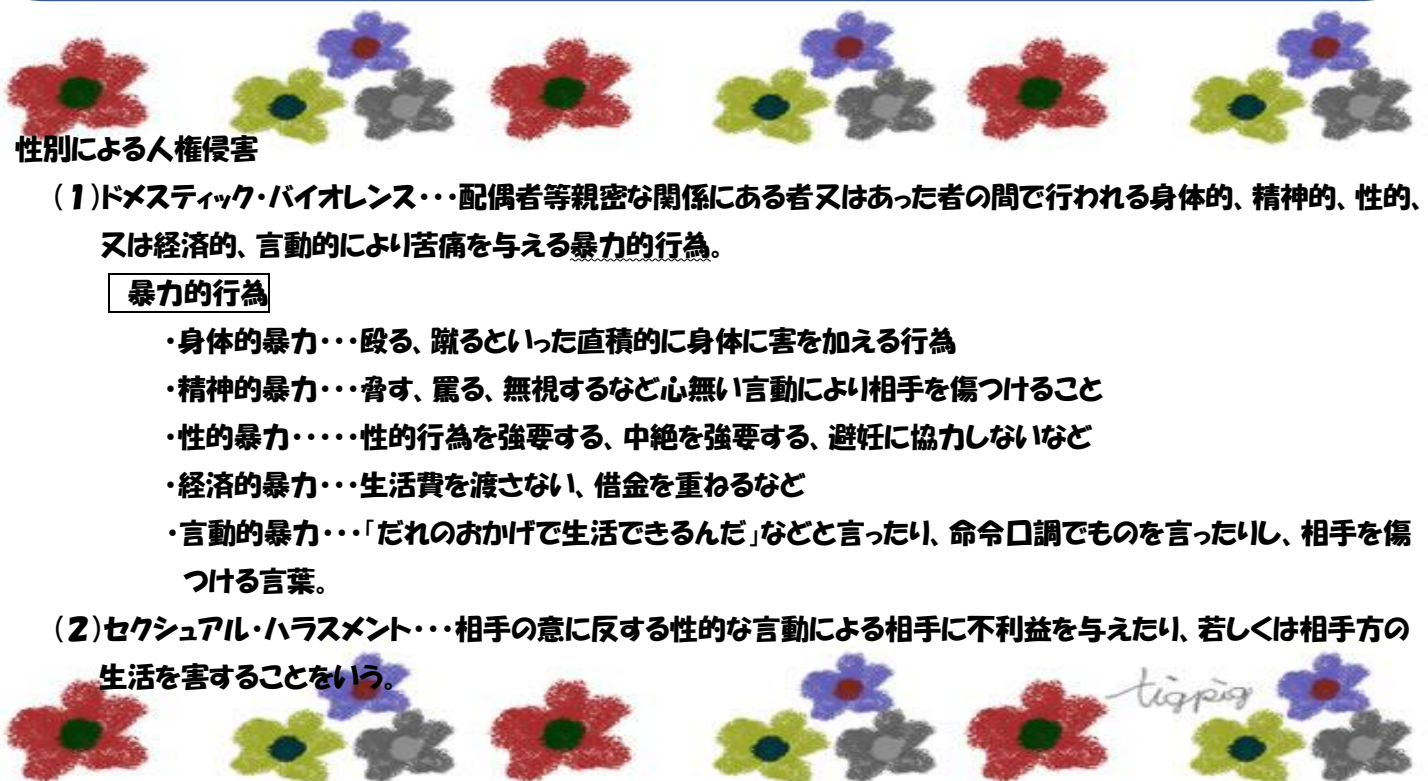 性別による人権侵害
(1)ドメスティック・バイオレンス・・・配偶者等親密な関係にある者又はあった者の間で行われる身体的、精神的、性的、
又は経済的、言動的により苦痛を与える暴力的行為。
暴力的行為
・身体的暴力・・・殴る、蹴るといった直積的に身体に害を加える行為
・精神的暴力・・・脅す、罵る、無視するなど心無い言動により相手を傷つけること
・性的暴力・・・・・性的行為を強要する、中絶を強要する、避妊に協力しないなど
・経済的暴力・・・生活費を渡さない、借金を重ねるなど
・言動的暴力・・・「だれのおかげで生活できるんだ」などと言ったり、命令口調でものを言ったりし、相手を傷
つける言葉。
(2)セクシュアル・ハラスメント・・・相手の意に反する性的な言動による相手に不利益を与えたり、若しくは相手方の
生活を害することをいう。
tigpig